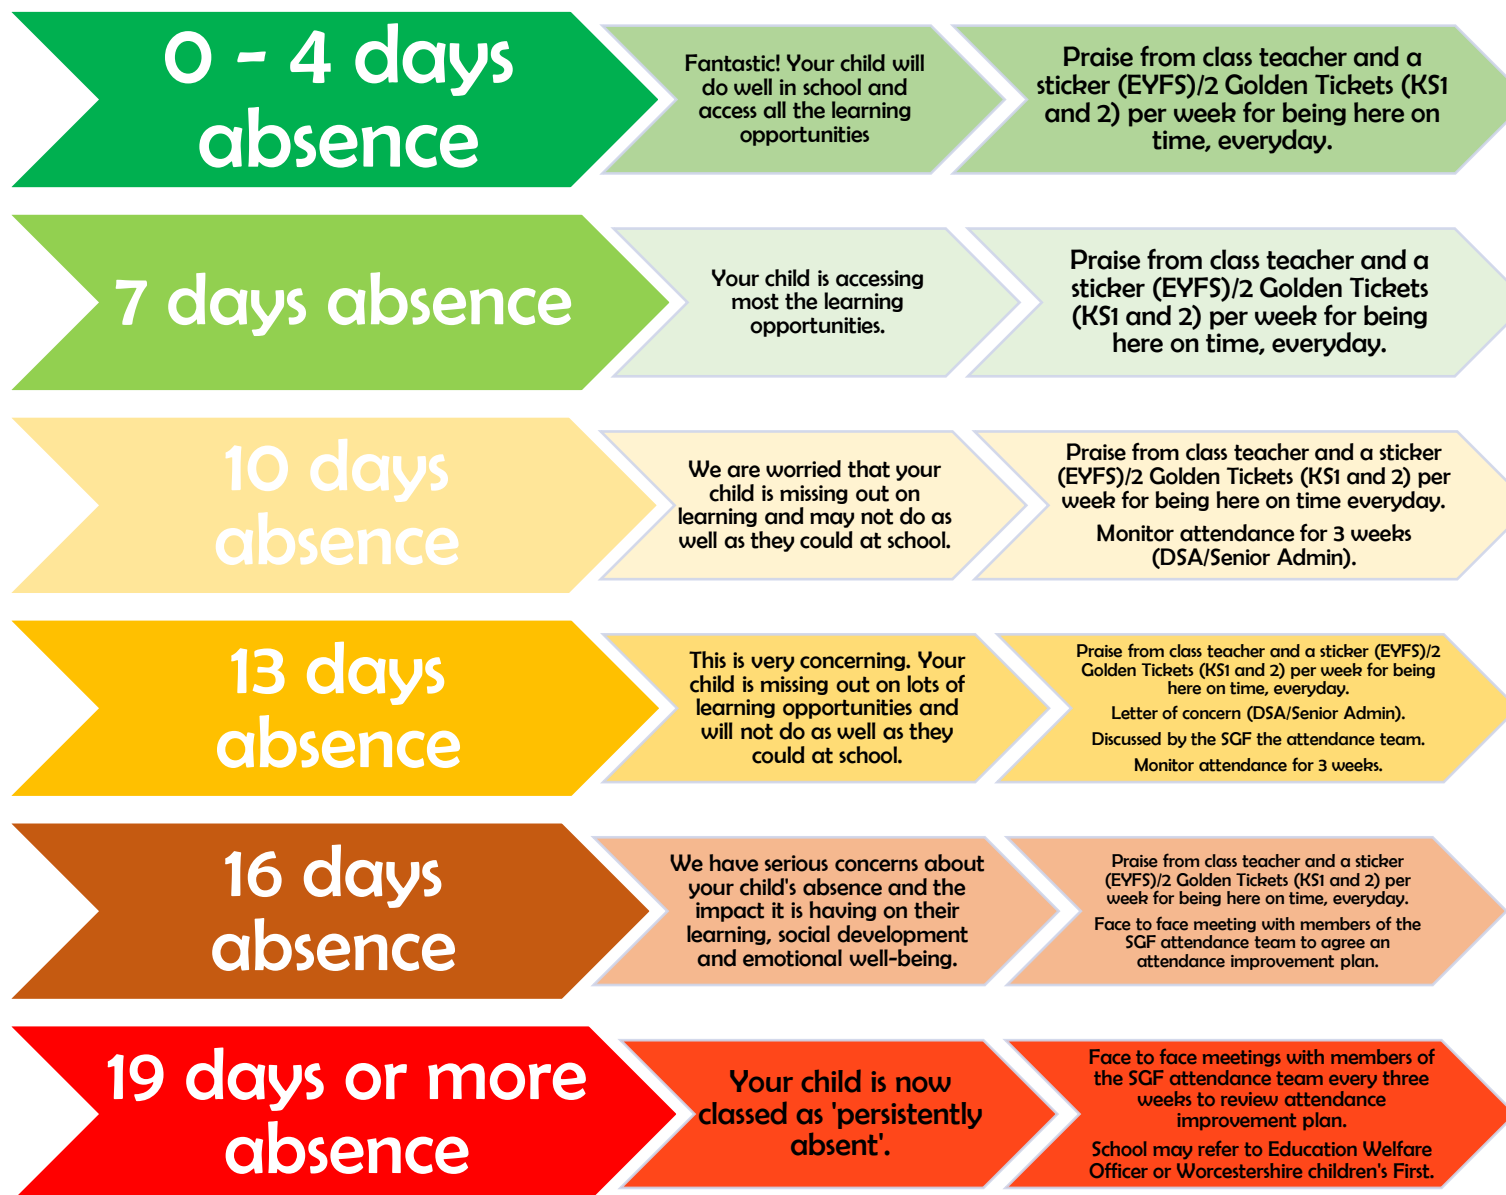 0 - 4 days
absence
Fantastic! Your child will
do well in school and
access all the learning
opportunities
Praise from class teacher and a
sticker (EYFS)/2 Golden Tickets (KS1
and 2) per week for being here on
time, everyday.
7 days absence
Your child is accessing
most the learning
opportunities.
Praise from class teacher and a
sticker (EYFS)/2 Golden Tickets
(KS1 and 2) per week for being
here on time, everyday.
10 days
absence
We are worried that your
child is missing out on
learning and may not do as
well as they could at school.
Praise from class teacher and a sticker
(EYFS)/2 Golden Tickets (KS1 and 2) per
week for being here on time everyday.
Monitor attendance for 3 weeks
(DSA/Senior Admin).
13 days
absence
This is very concerning. Your
child is missing out on lots of
learning opportunities and
will not do as well as they
could at school.
Praise from class teacher and a sticker (EYFS)/2
Golden Tickets (KS1 and 2) per week for being
here on time, everyday.
Letter of concern (DSA/Senior Admin).
Discussed by the SGF the attendance team.
Monitor attendance for 3 weeks.
16 days
absence
We have serious concerns about
your child's absence and the
impact it is having on their
learning, social development
and emotional well-being.
Praise from class teacher and a sticker
(EYFS)/2 Golden Tickets (KS1 and 2) per
week for being here on time, everyday.
Face to face meeting with members of the
SGF attendance team to agree an
attendance improvement plan.
19 days or more
absence
Your child is now
classed as 'persistently
absent'.
Face to face meetings with members of
the SGF attendance team every three
weeks to review attendance
improvement plan.
School may refer to Education Welfare
Officer or Worcestershire children's First.